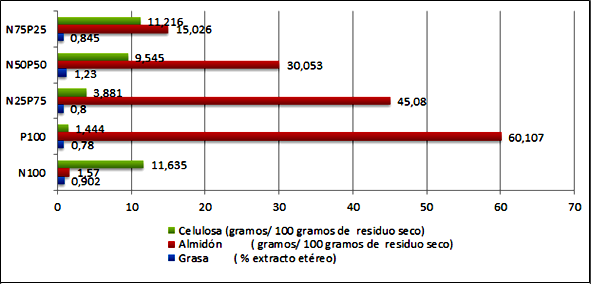 N75P25
11,216
15,026
0,845
N50P50
9,545
30,053
1,23
N25P75
3,881
45,08
0,8
P100
1,444
60,107
0,78
N100
11,635
1,57
0,902
0 10 20 30 40 50 60 70
Celulosa (gramos/ 100 gramos de residuo seco)
Almidón ( gramos/ 100 gramos de residuo seco)
Grasa ( % extracto etéreo)